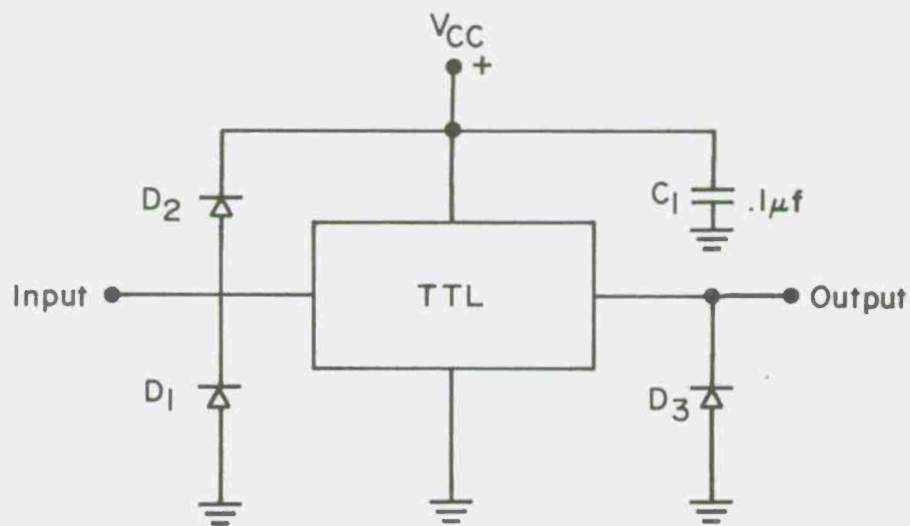 VCC
+
D2
C1 .1μf
Input
TTL
Output
D1
D3